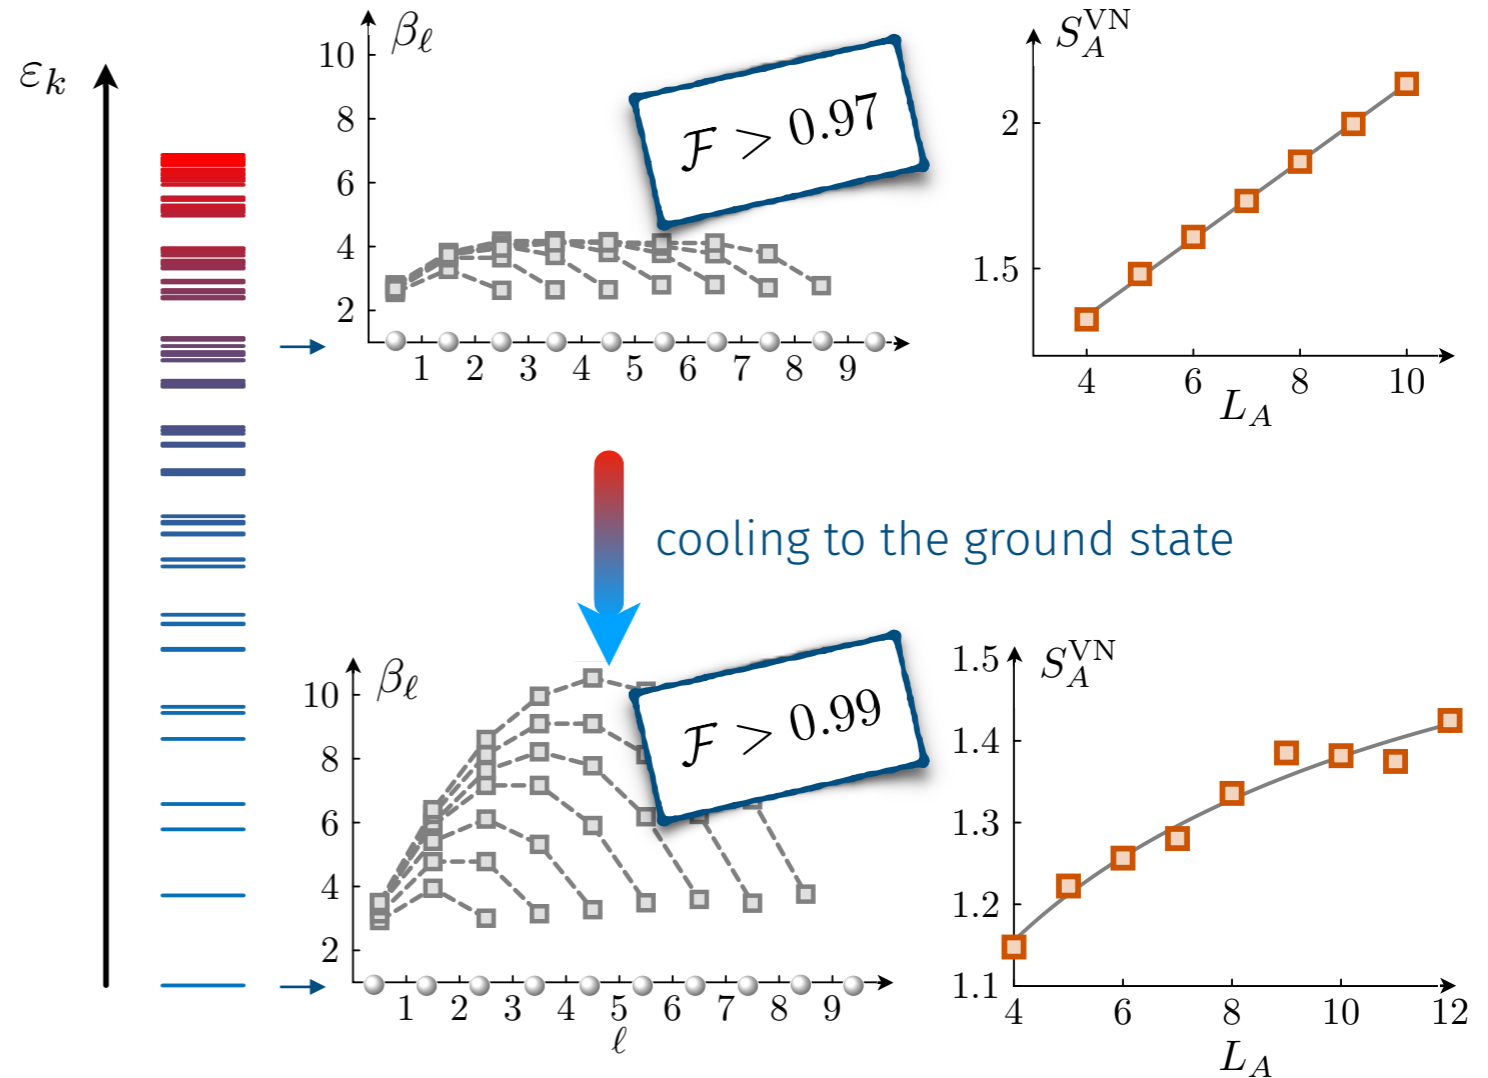 εₖ
β_ℓ
10
8
6
4
2
1 2 3 4 5 6 7 8 9
ℱ > 0.97
S_A^VN
2
1.5
4 6 8 10
L_A
cooling to the ground state
β_ℓ
10
8
6
4
2
1 2 3 4 5 6 7 8 9
ℓ
ℱ > 0.99
S_A^VN
1.5
1.4
1.3
1.2
1.1
4 6 8 10 12
L_A